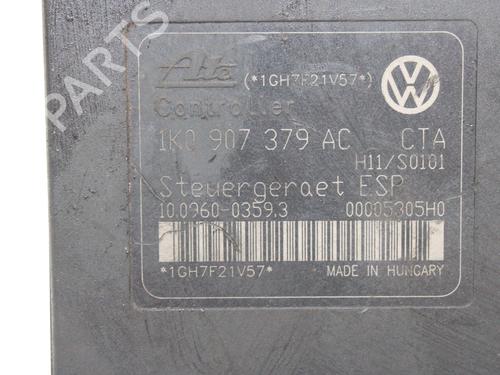 Ate (*1GH7F21V57*)
Controller
1K0 907 379 AC CTA
H11/S0101
Steuergeraet ESP
10.0960-0359.3 00005305H0
*1GH7F21V57* MADE IN HUNGARY
B PARTS